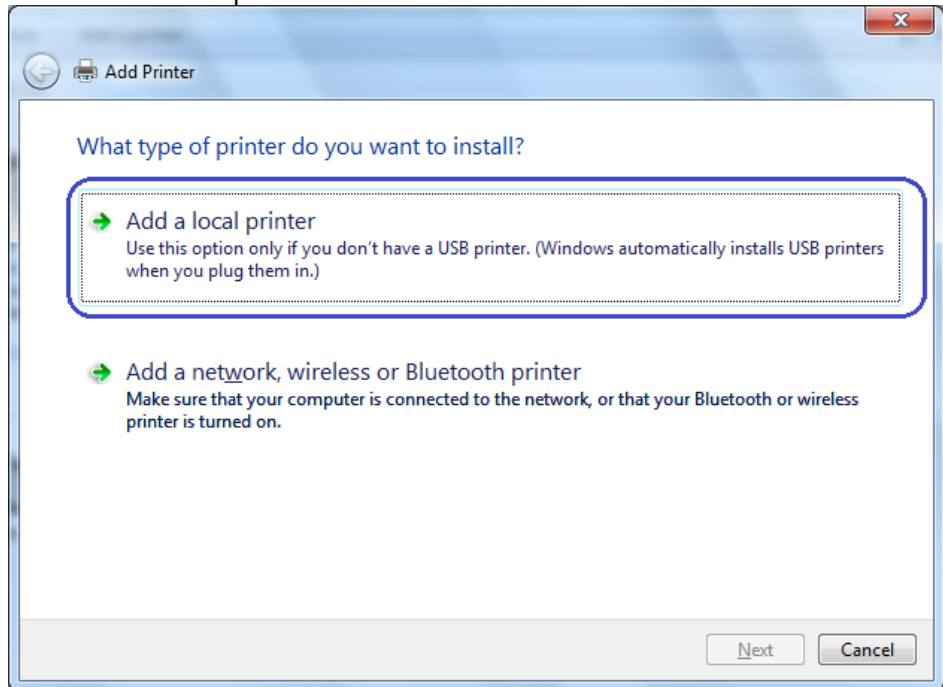 Add Printer
What type of printer do you want to install?
Add a local printer
Use this option only if you don't have a USB printer. (Windows automatically installs USB printers
when you plug them in.)
Add a network, wireless or Bluetooth printer
Make sure that your computer is connected to the network, or that your Bluetooth or wireless
printer is turned on.
Next Cancel